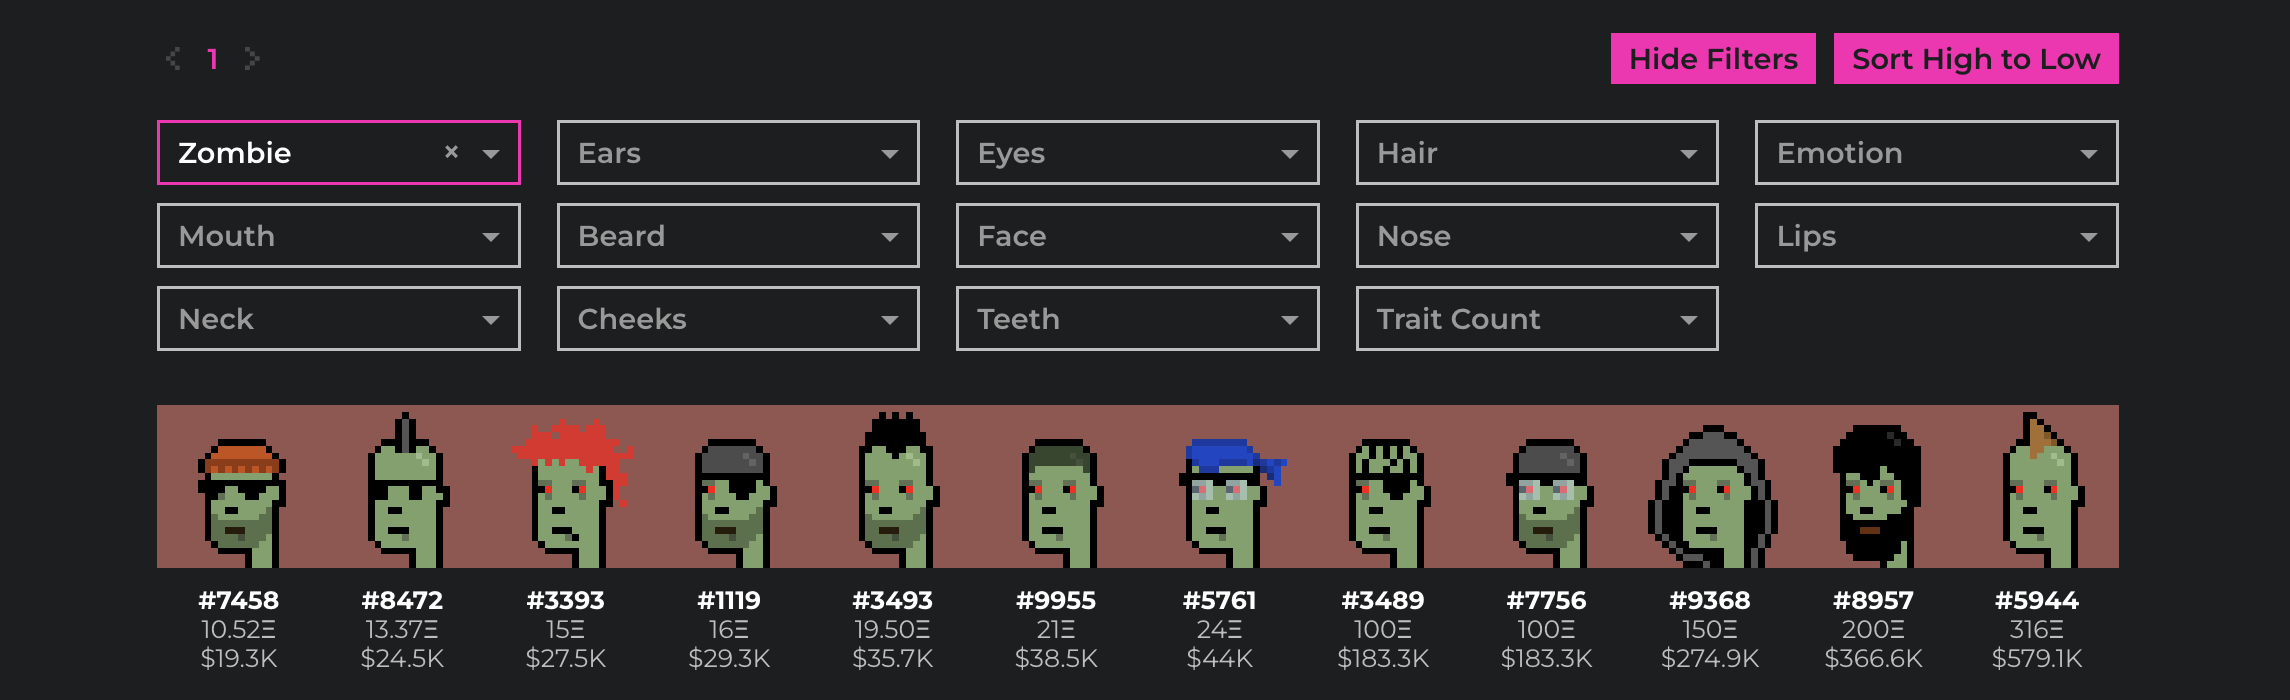 1
Hide Filters Sort High to Low
Zombie × Ears Eyes Hair Emotion
Mouth Beard Face Nose Lips
Neck Cheeks Teeth Trait Count
#7458 #8472 #3393 #1119 #3493 #9955 #5761 #3489 #7756 #9368 #8957 #5944
10.52Ξ 13.37Ξ 15Ξ 16Ξ 19.50Ξ 21Ξ 24Ξ 100Ξ 100Ξ 150Ξ 200Ξ 316Ξ
$19.3K $24.5K $27.5K $29.3K $35.7K $38.5K $44K $183.3K $183.3K $274.9K $366.6K $579.1K